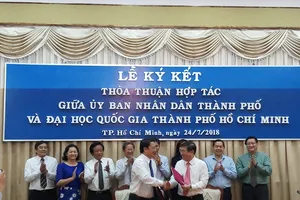 LỄ KÝ KẾT
THỎA THUẬN HỢP TÁC
GIỮA ỦY BAN NHÂN DÂN THÀNH PHỐ
VÀ ĐẠI HỌC QUỐC GIA THÀNH PHỐ HỒ CHÍ MINH
TP. Hồ Chí Minh, ngày 24/7/2018